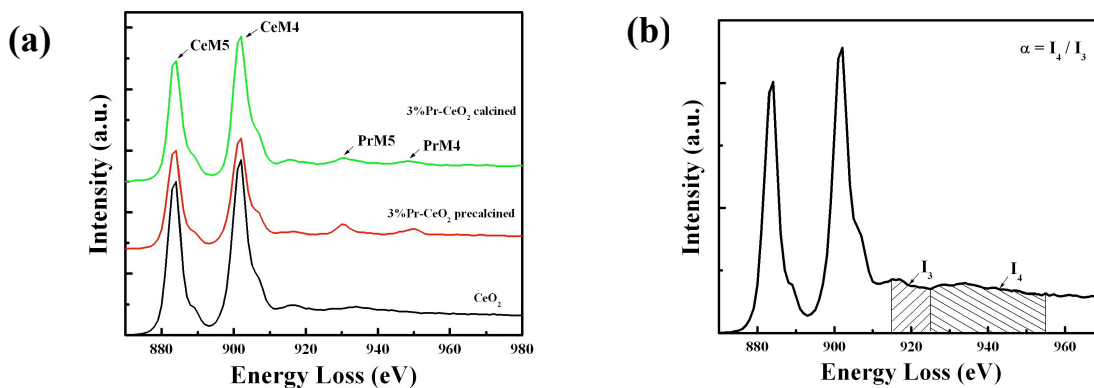 (a)
CeM4
CeM5
3%Pr-CeO₂ calcined
PrM5
PrM4
3%Pr-CeO₂ precalcined
CeO₂
Intensity (a.u.)
880 900 920 940 960 980
Energy Loss (eV)
(b)
α = I₄ / I₃
I₃
I₄
Intensity (a.u.)
880 900 920 940 960
Energy Loss (eV)